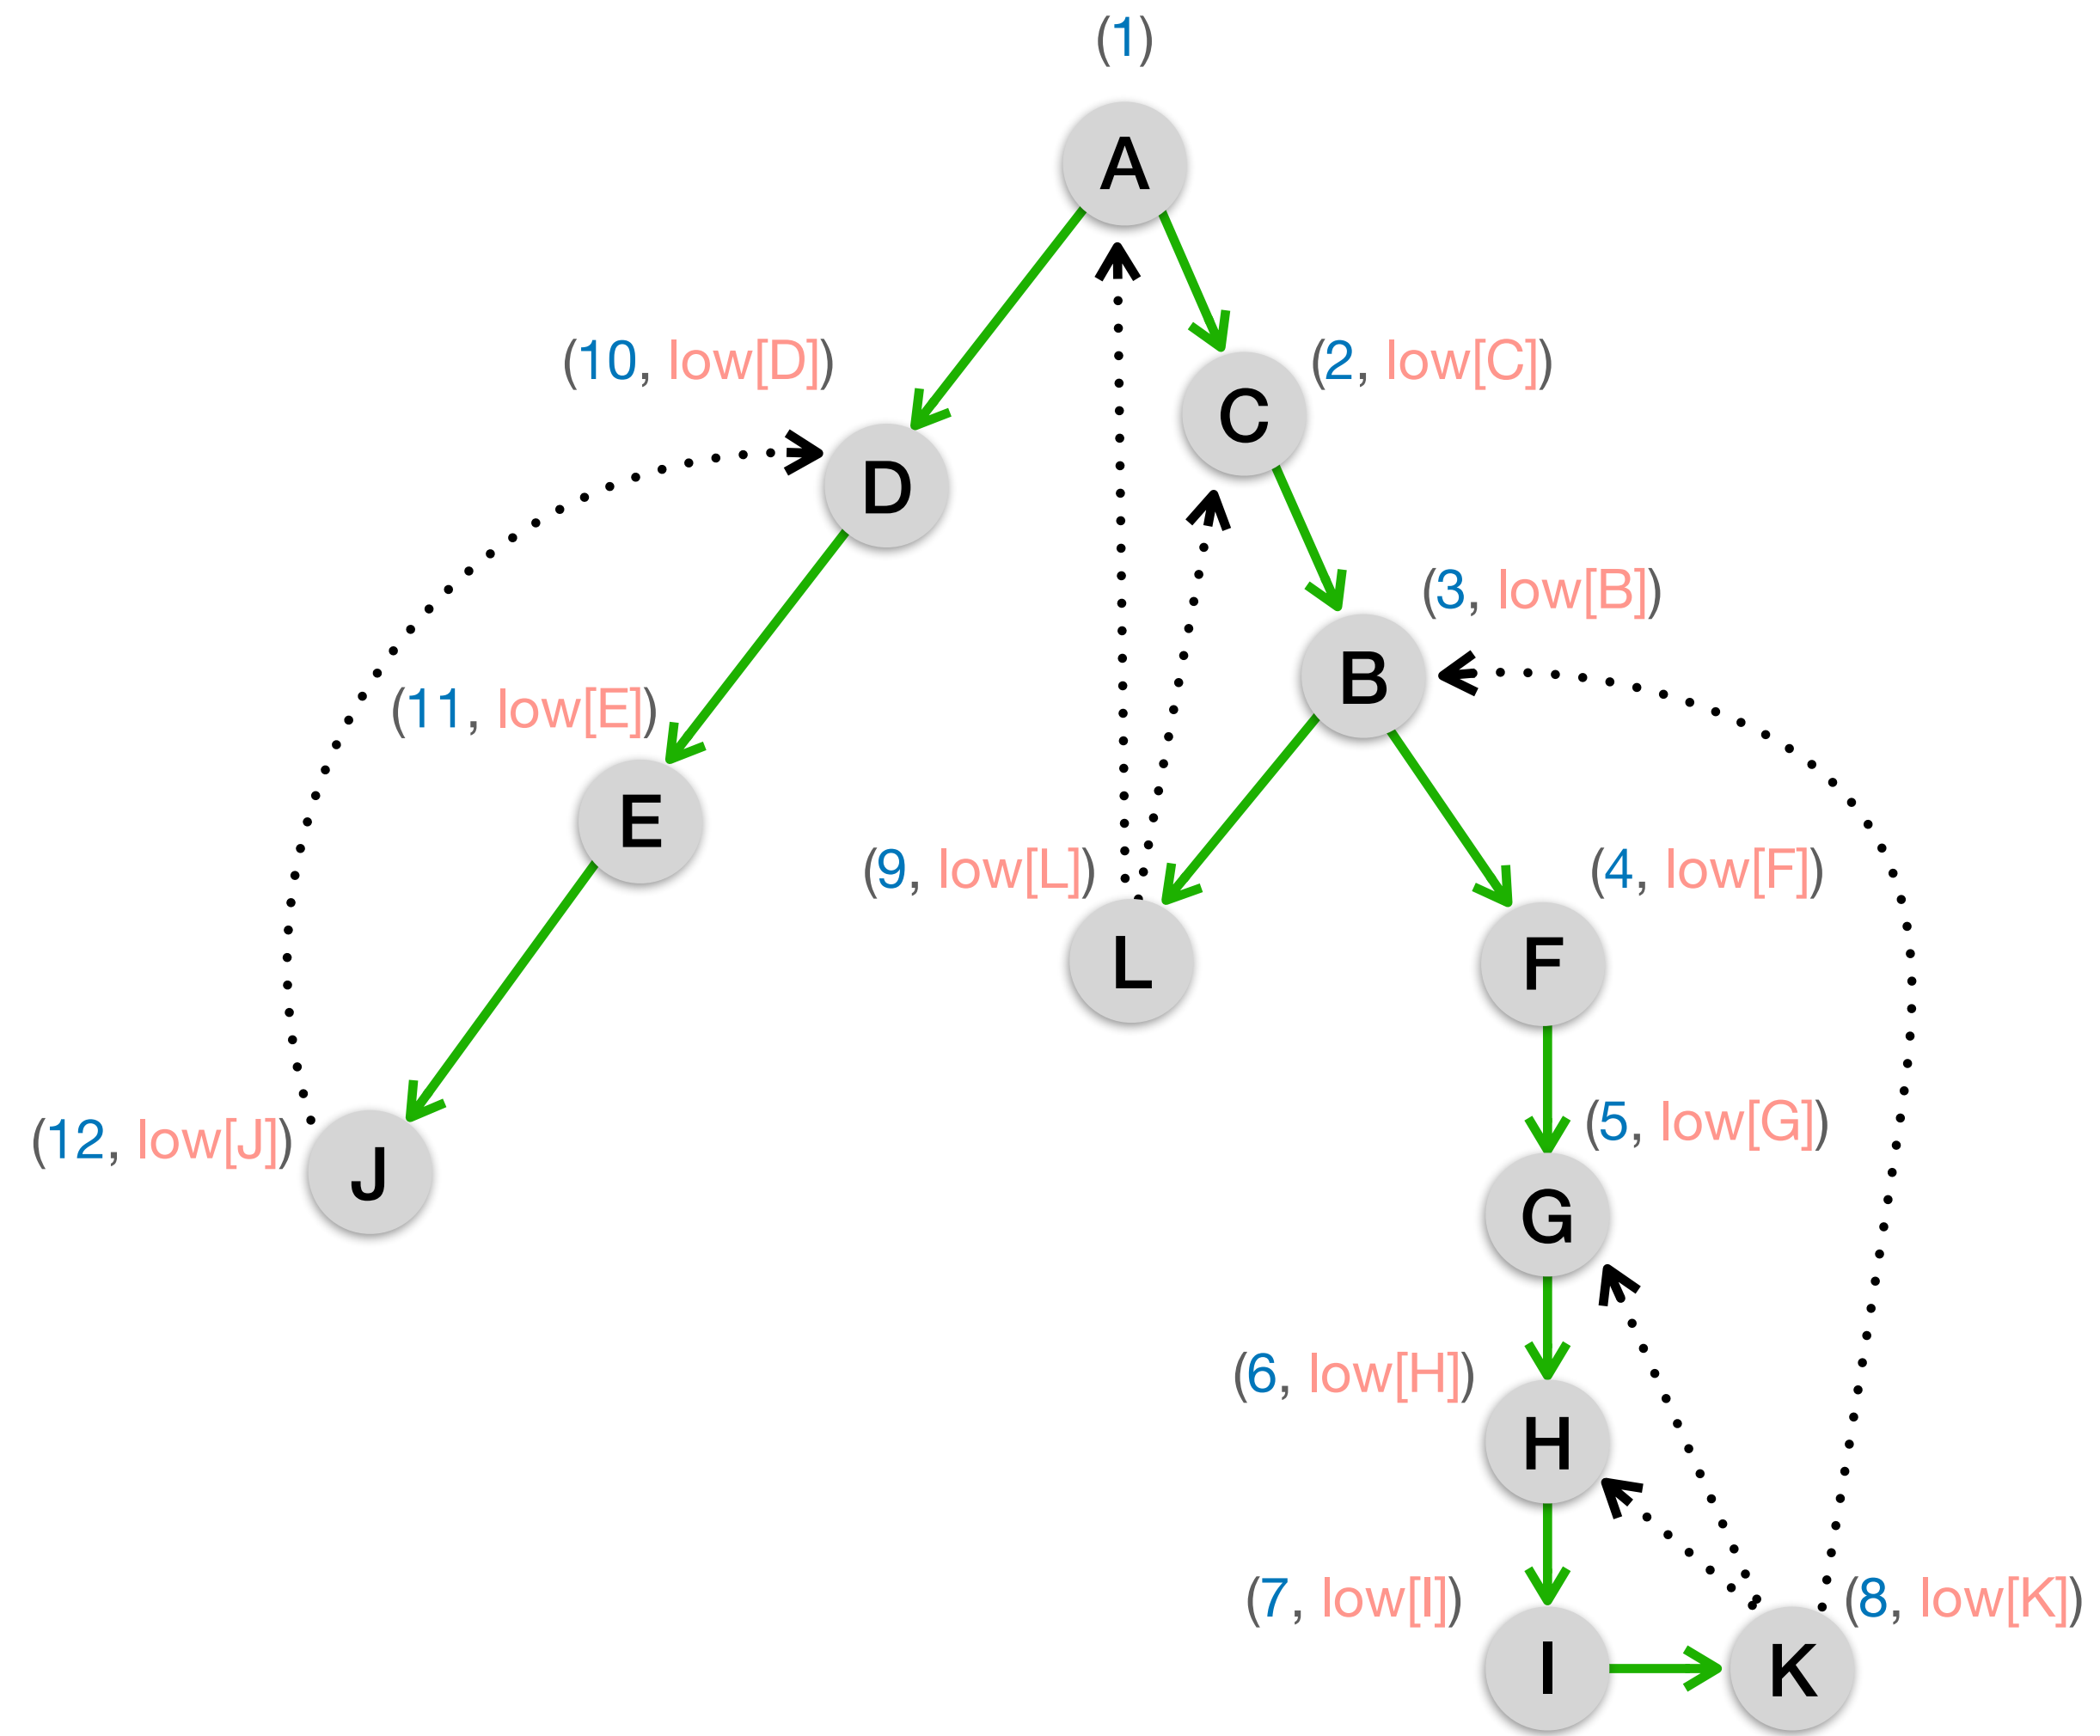 (1)
A
(10, low[D])
(2, low[C])
C
D
(3, low[B])
B
(11, low[E])
E
(9, low[L])
(4, low[F])
L
F
(12, low[J])
(5, low[G])
J
G
(6, low[H])
H
(7, low[I])
(8, low[K])
I
K